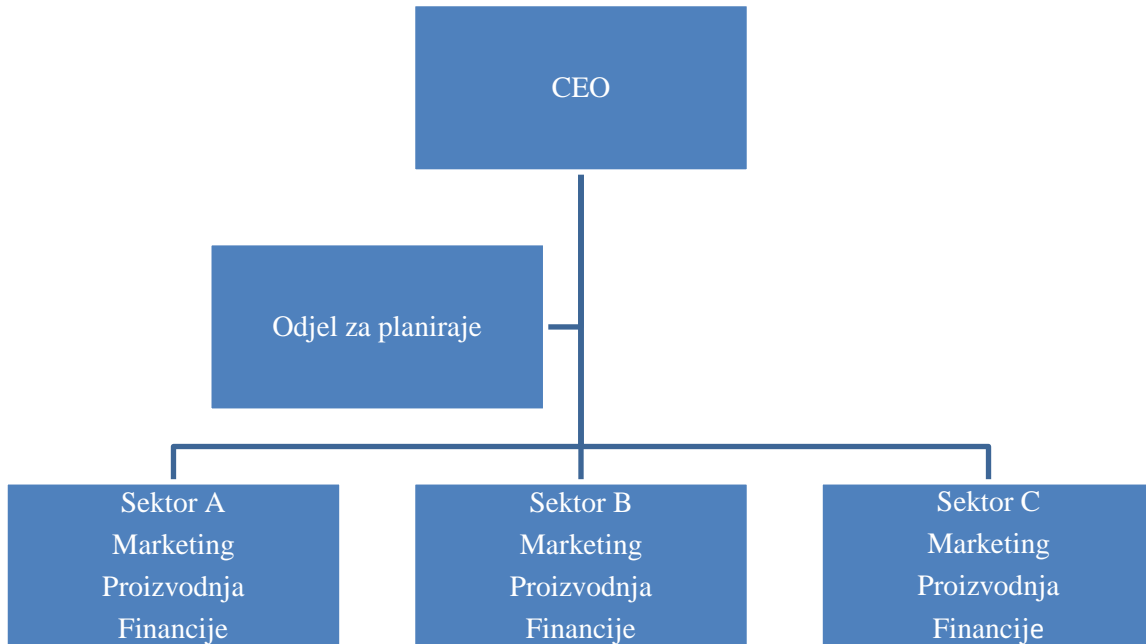 CEO
Odjel za planiraje
Sektor A
Marketing
Proizvodnja
Financije
Sektor B
Marketing
Proizvodnja
Financije
Sektor C
Marketing
Proizvodnja
Financije